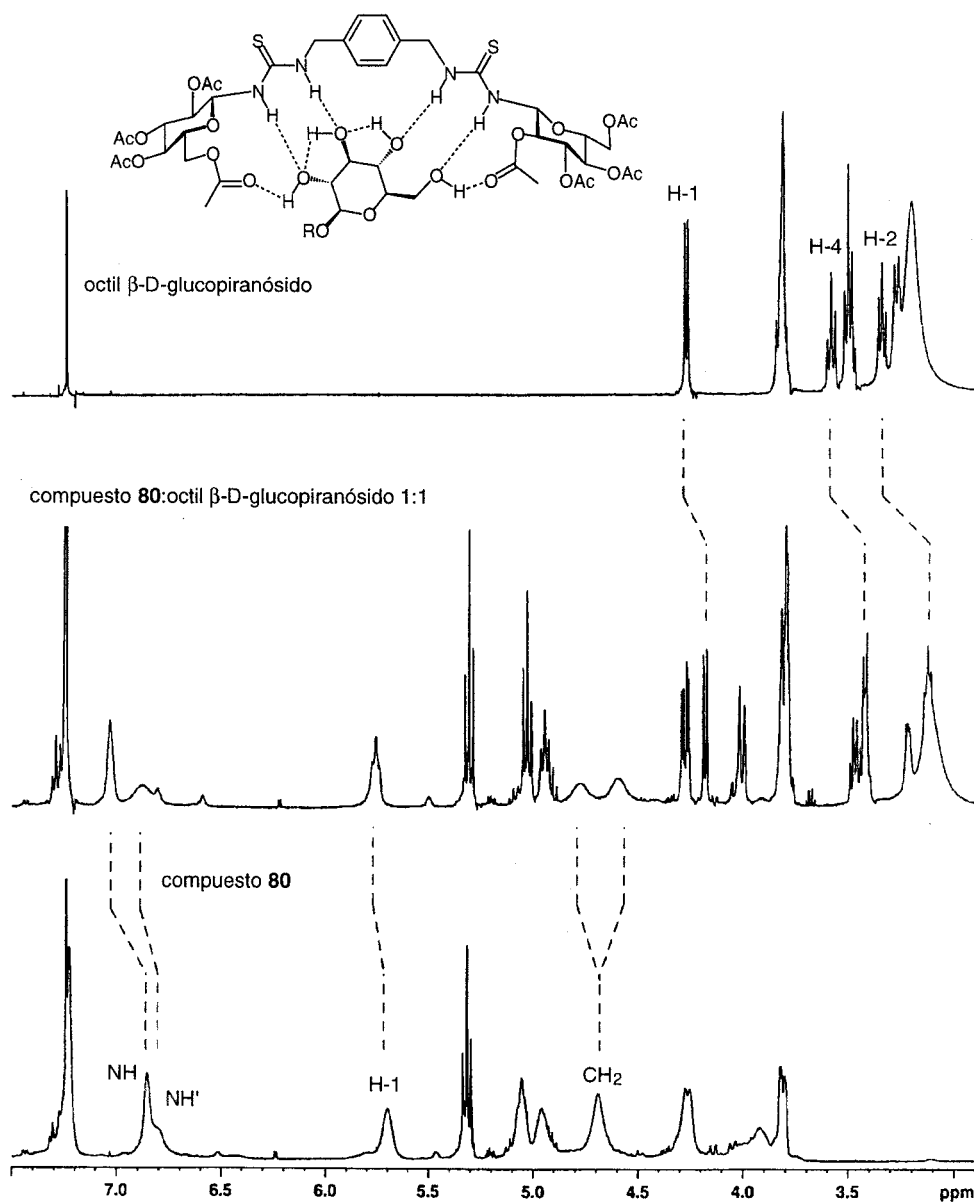 S
S
N
H
N
H
N
H
N
H
OAc
AcO
AcO
O
O
O
H
O
H
O
H
O
O
H
O
RO
O
O
OAc
OAc
OAc
H-1
H-4
H-2
octil β-D-glucopiranósido
compuesto 80:octil β-D-glucopiranósido 1:1
compuesto 80
NH
NH'
H-1
CH2
7.0 6.5 6.0 5.5 5.0 4.5 4.0 3.5 ppm